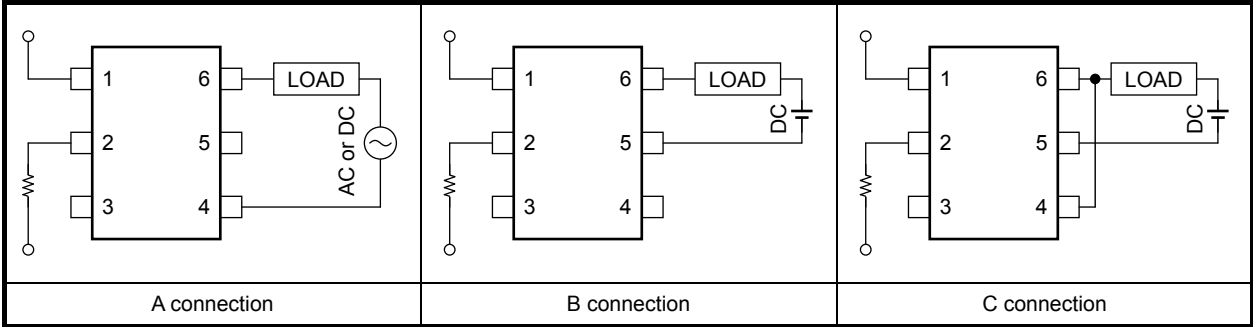 1 6 LOAD
2 5 AC or DC
3 4
A connection
1 6 LOAD
2 5 DC
3 4
B connection
1 6 LOAD
2 5 DC
3 4
C connection